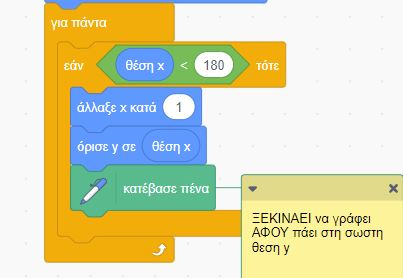 για πάντα
εάν θέση x < 180 τότε
άλλαξε x κατά 1
όρισε y σε θέση x
κατέβασε πένα
ΞΕΚΙΝΑΕΙ να γράφει
ΑΦΟΥ πάει στη σωστη
θεση y